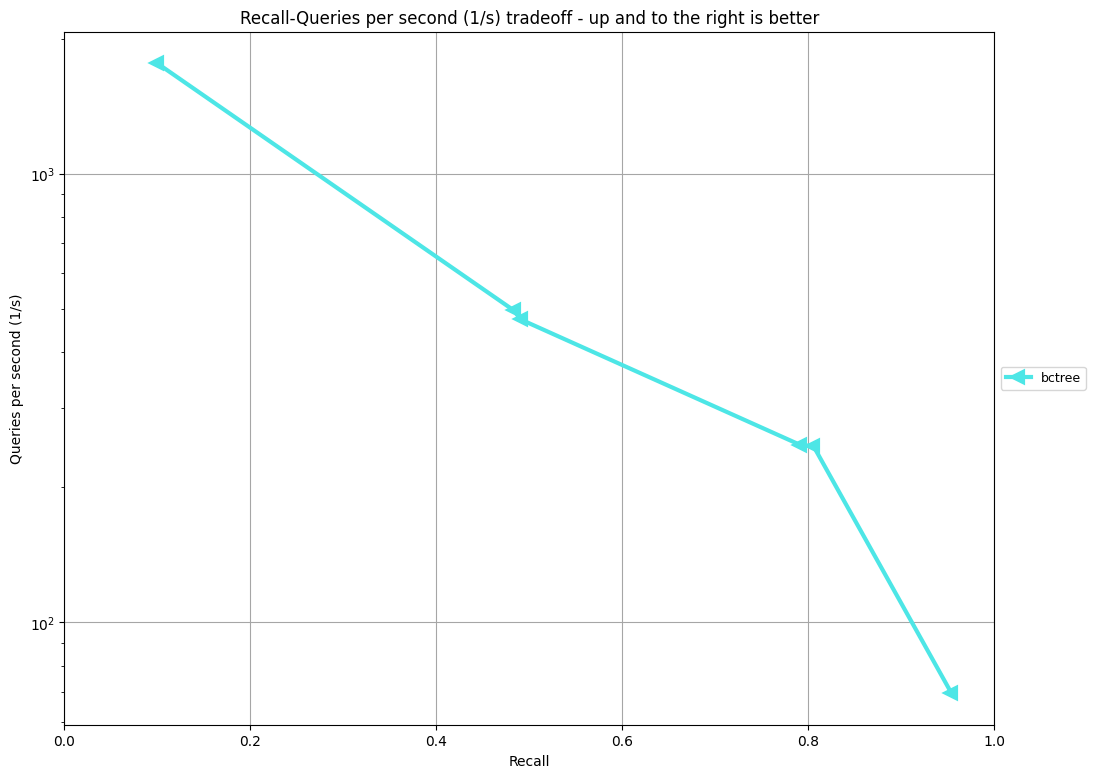 Recall-Queries per second (1/s) tradeoff - up and to the right is better
10³
10²
Queries per second (1/s)
0.0 0.2 0.4 0.6 0.8 1.0
Recall
bctree